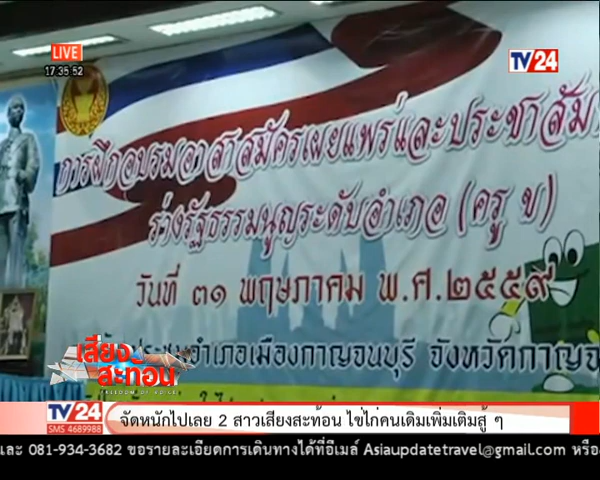 LIVE
17:35:52
TV24
การฝึกอบรมอาสาสมัครเผยแพร่และประชาสัม
ร่างรัฐธรรมนูญระดับอำเภอ (ครู ข)
วันที่ ๓๑ พฤษภาคม พ.ศ.๒๕๕๙
ประชุมอำเภอเมืองกาญจนบุรี จังหวัดกาญจ
เสียงสะท้อน
FREEDOM OF VOICE
TV24
SMS 4689988
จัดหนักไปเลย 2 สาวเสียงสะท้อน ไขไก่คนเดิมเพิ่มเติมสู้ ๆ
และ 081-934-3682 ขอรายละเอียดการเดินทางได้ที่อีเมล์ Asiaupdatetravel@gmail.com หรือ